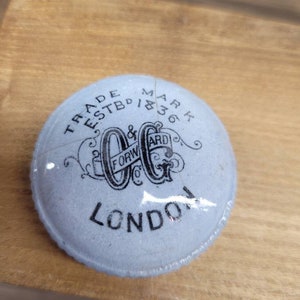 TRADE MARK
ESTBD 1836
C & G
FORWARD
LONDON